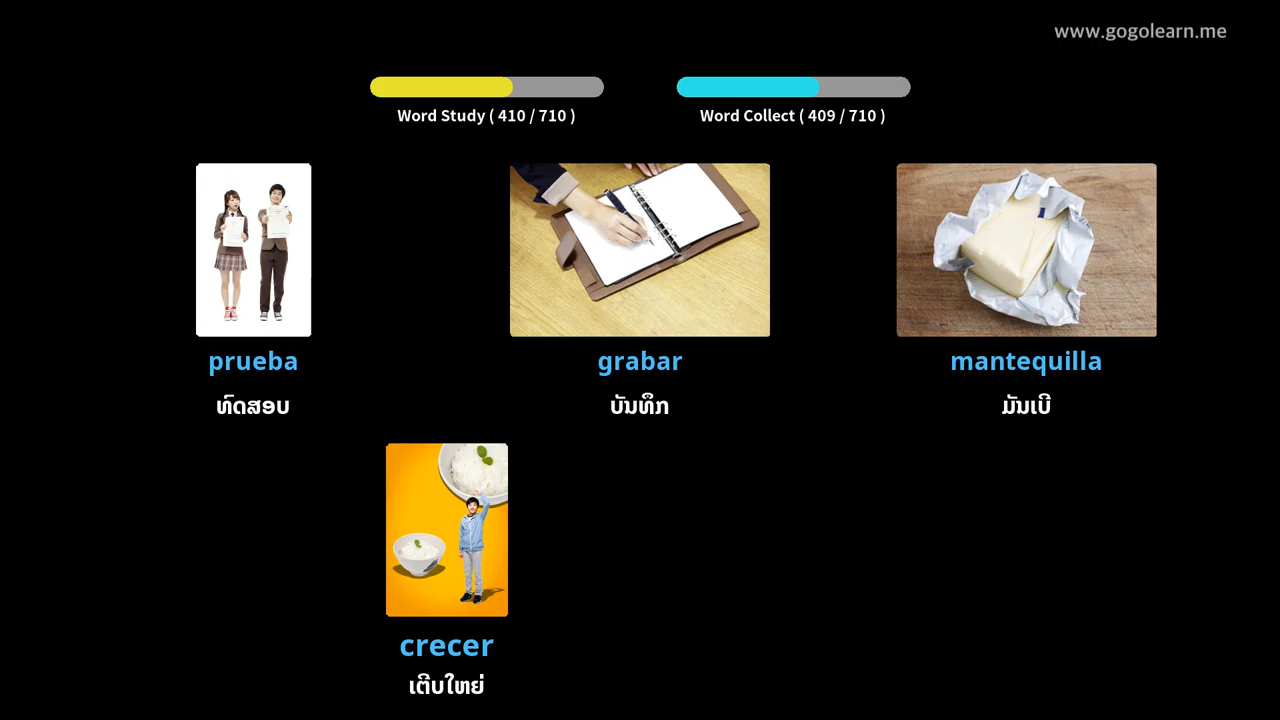 www.gogolearn.me
Word Study ( 410 / 710 )
Word Collect ( 409 / 710 )
prueba
ທົດສອບ
grabar
ບັນທຶກ
mantequilla
ມັນເບີ
crecer
ເຕີບໃຫຍ່